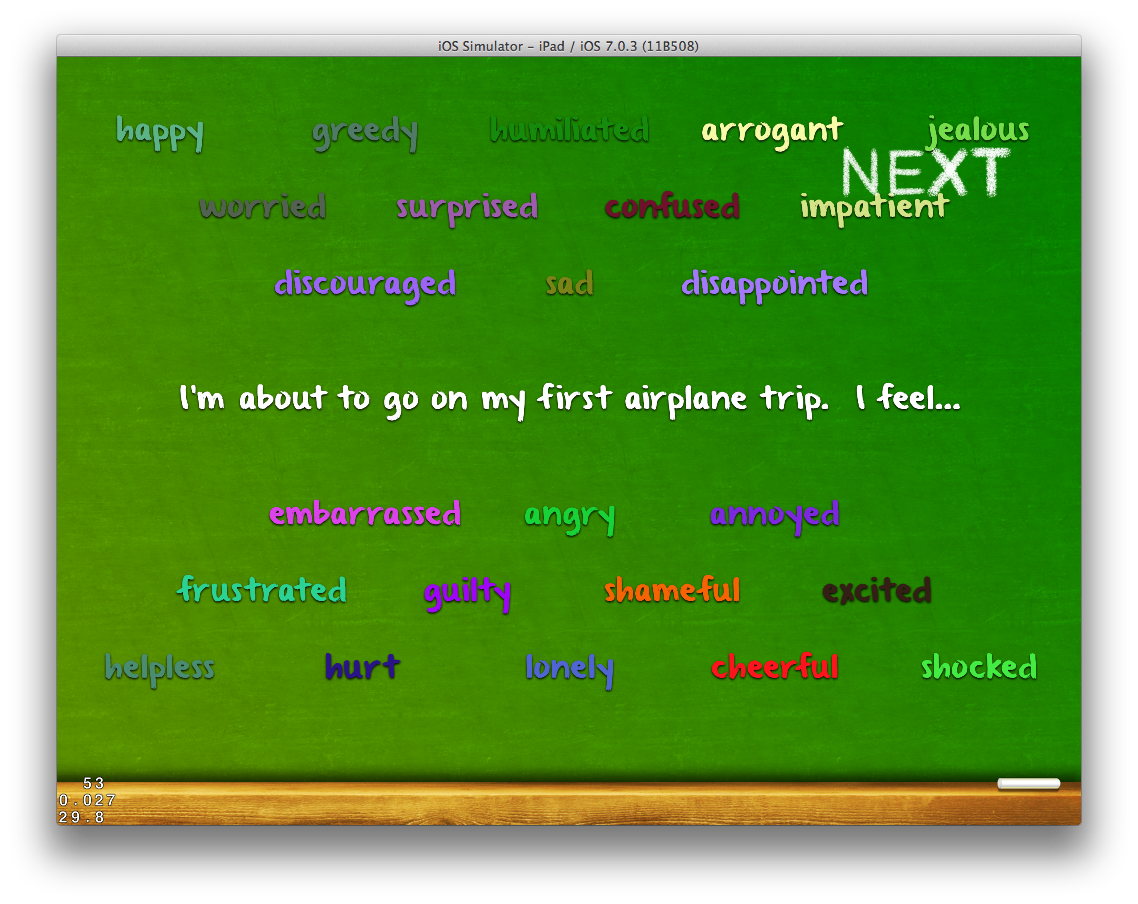 iOS Simulator – iPad / iOS 7.0.3 (11B508)
happy greedy humiliated arrogant jealous
NEXT
worried surprised confused impatient
discouraged sad disappointed
I'm about to go on my first airplane trip. I feel...
embarrassed angry annoyed
frustrated guilty shameful excited
helpless hurt lonely cheerful shocked
53
0.027
29.8